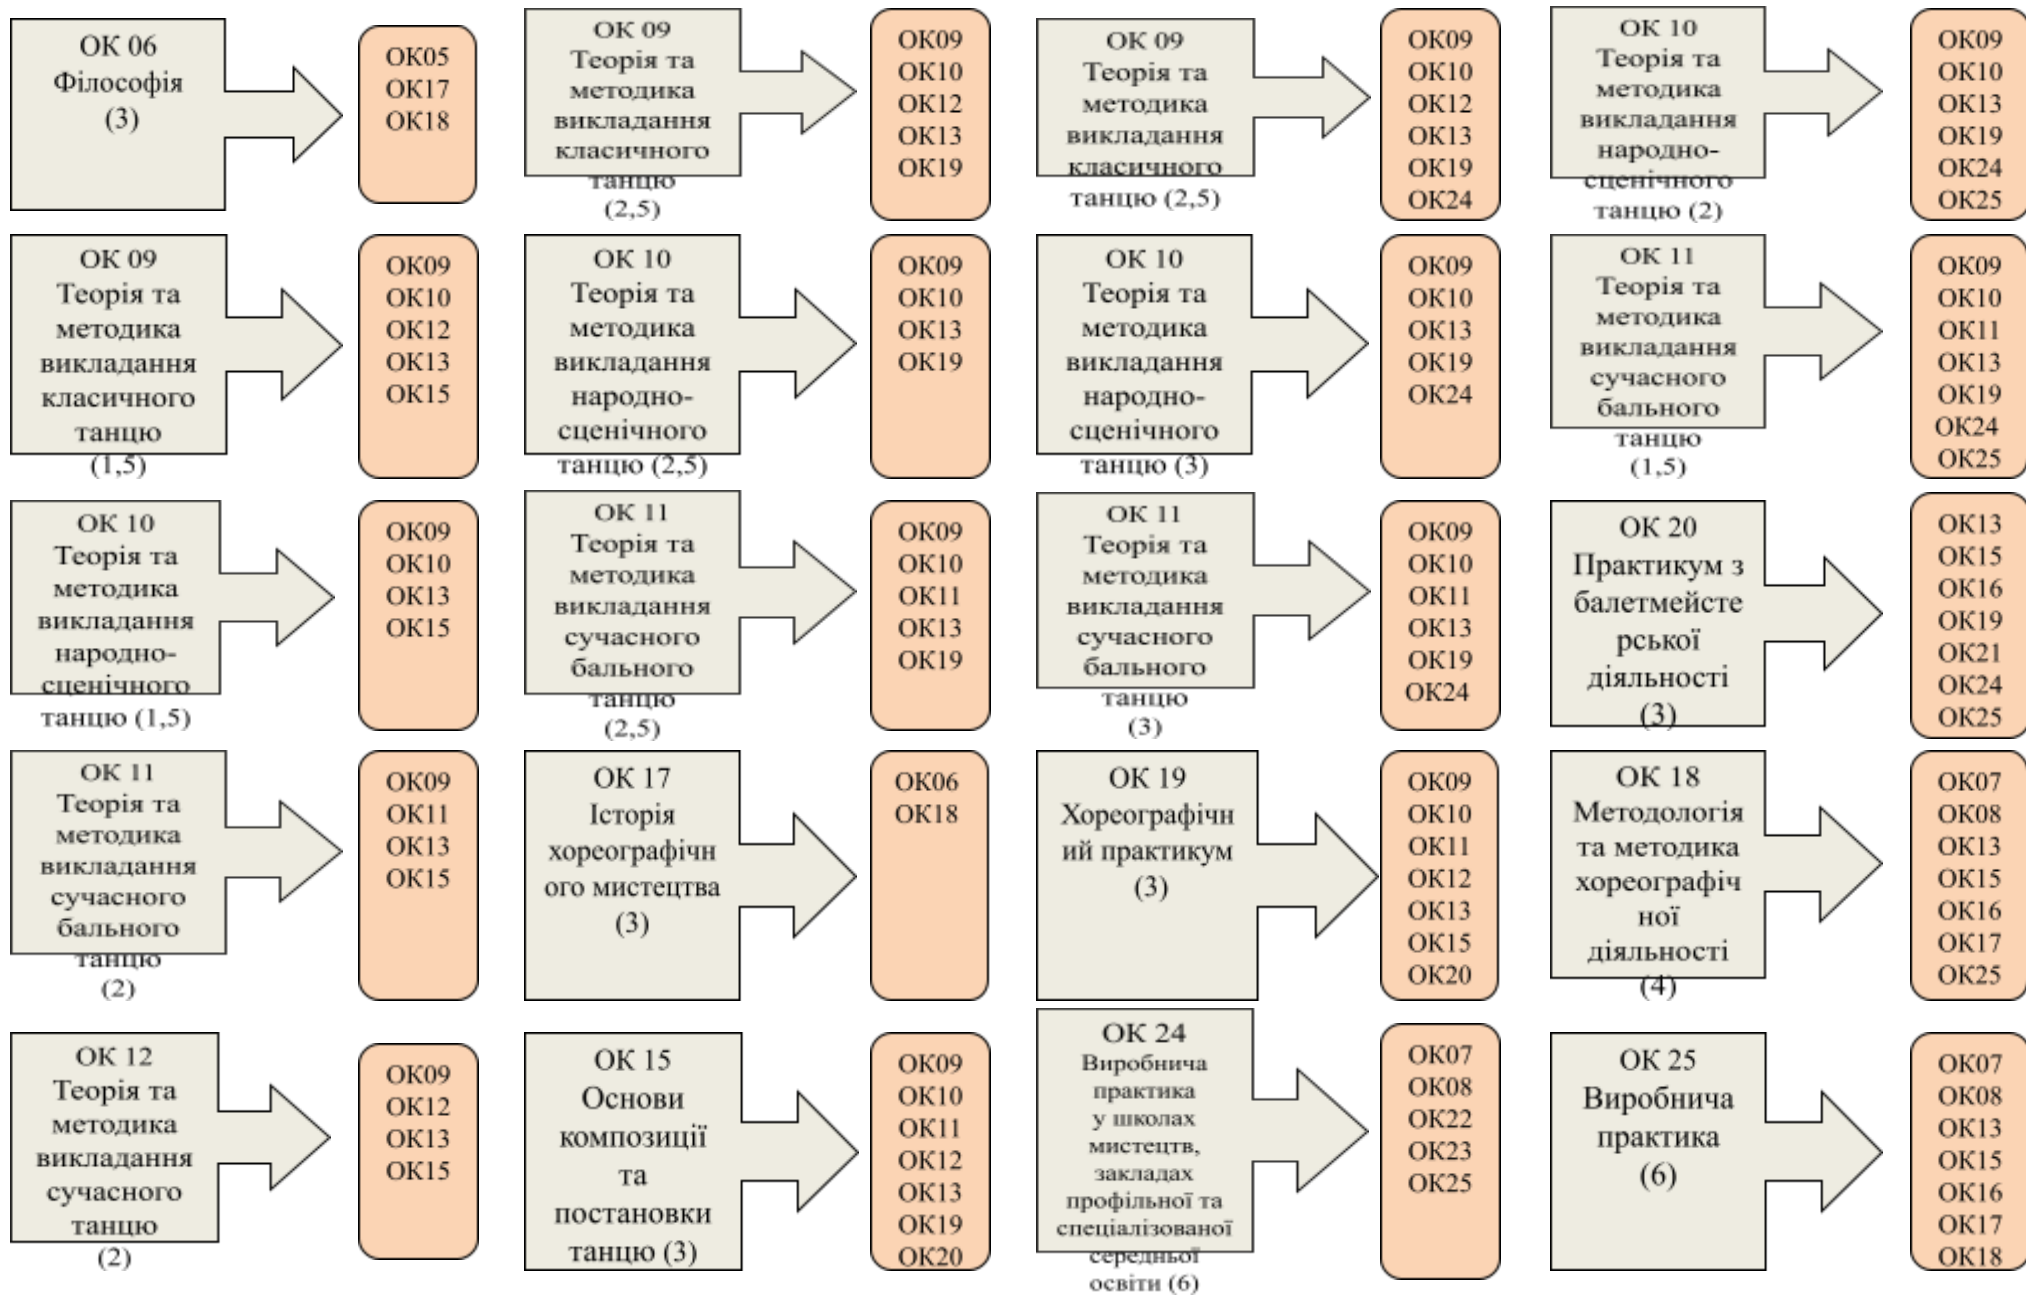 ОК 06
Філософія
(3)
ОК05
ОК17
ОК18
ОК 09
Теорія та
методика
викладання
класичного
танцю
(2,5)
ОК09
ОК10
ОК12
ОК13
ОК19
ОК 09
Теорія та
методика
викладання
класичного
танцю (2,5)
ОК09
ОК10
ОК12
ОК13
ОК19
ОК24
ОК 10
Теорія та
методика
викладання
народно-
сценічного
танцю (2)
ОК09
ОК10
ОК13
ОК19
ОК24
ОК25
ОК 09
Теорія та
методика
викладання
класичного
танцю
(1,5)
ОК09
ОК10
ОК12
ОК13
ОК15
ОК 10
Теорія та
методика
викладання
народно-
сценічного
танцю (2,5)
ОК09
ОК10
ОК13
ОК19
ОК 10
Теорія та
методика
викладання
народно-
сценічного
танцю (3)
ОК09
ОК10
ОК13
ОК19
ОК24
ОК 11
Теорія та
методика
викладання
сучасного
бального
танцю
(1,5)
ОК09
ОК10
ОК11
ОК13
ОК19
ОК24
ОК25
ОК 10
Теорія та
методика
викладання
народно-
сценічного
танцю (1,5)
ОК09
ОК10
ОК13
ОК15
ОК 11
Теорія та
методика
викладання
сучасного
бального
танцю
(2,5)
ОК09
ОК10
ОК11
ОК13
ОК19
ОК 11
Теорія та
методика
викладання
сучасного
бального
танцю
(3)
ОК09
ОК10
ОК11
ОК13
ОК19
ОК24
ОК 20
Практикум з
балетмейсте
рської
діяльності
(3)
ОК13
ОК15
ОК16
ОК19
ОК21
ОК24
ОК25
ОК 11
Теорія та
методика
викладання
сучасного
бального
танцю
(2)
ОК09
ОК11
ОК13
ОК15
ОК 17
Історія
хореографічн
ого мистецтва
(3)
ОК06
ОК18
ОК 19
Хореографічн
ий практикум
(3)
ОК09
ОК10
ОК11
ОК12
ОК13
ОК15
ОК20
ОК 18
Методологія
та методика
хореографіч
ної
діяльності
(4)
ОК07
ОК08
ОК13
ОК15
ОК16
ОК17
ОК25
ОК 12
Теорія та
методика
викладання
сучасного
танцю
(2)
ОК09
ОК12
ОК13
ОК15
ОК 15
Основи
композиції
та
постановки
танцю (3)
ОК09
ОК10
ОК11
ОК12
ОК13
ОК19
ОК20
ОК 24
Виробнича
практика
у школах
мистецтв,
закладах
профільної та
спеціалізованої
середньої
освіти (6)
ОК07
ОК08
ОК22
ОК23
ОК25
ОК 25
Виробнича
практика
(6)
ОК07
ОК08
ОК13
ОК15
ОК16
ОК17
ОК18